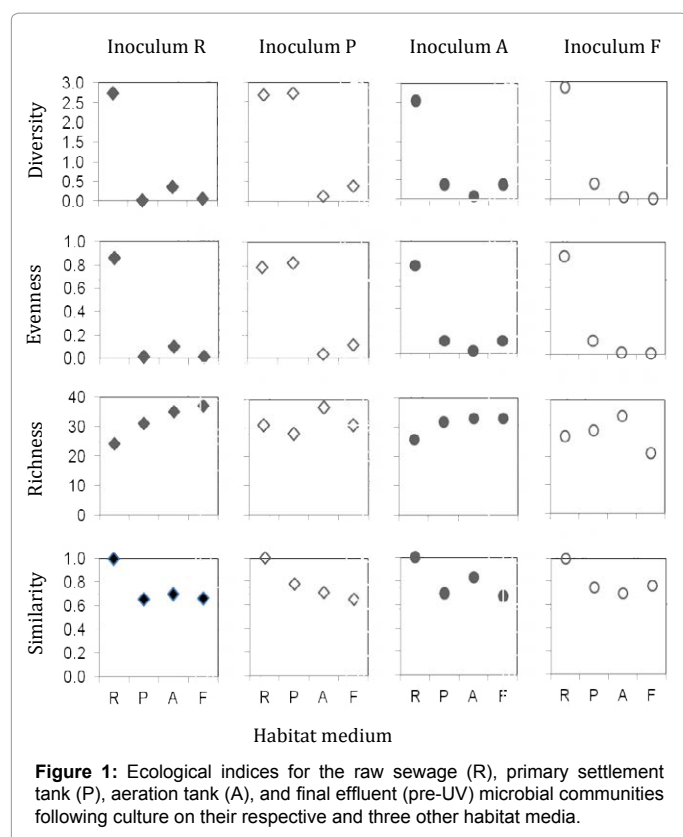 Inoculum R Inoculum P Inoculum A Inoculum F
Diversity
3.0
2.5
2.0
1.5
1.0
0.5
0.0
Evenness
1.0
0.8
0.6
0.4
0.2
0.0
Richness
40
30
20
10
0
Similarity
1.0
0.8
0.6
0.4
0.2
0.0
R P A F R P A F R P A F R P A F
Habitat medium
Figure 1: Ecological indices for the raw sewage (R), primary settlement
tank (P), aeration tank (A), and final effluent (pre-UV) microbial communities
following culture on their respective and three other habitat media.